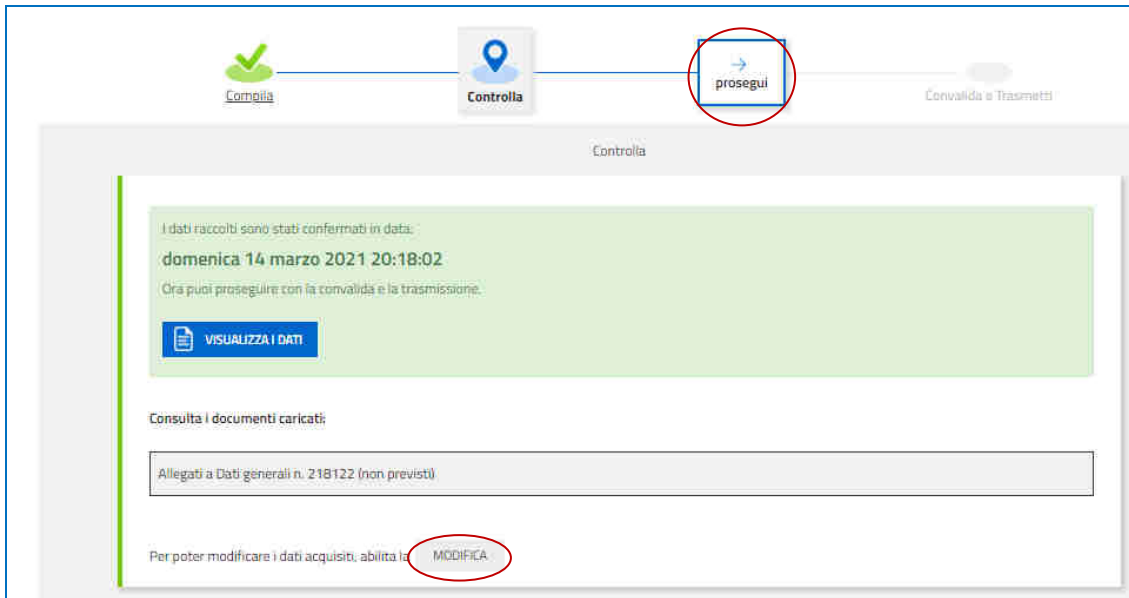 Compila
Controlla
prosegui
Convalida e Trasmetti
Controlla
I dati raccolti sono stati confermati in data:
domenica 14 marzo 2021 20:18:02
Ora puoi proseguire con la convalida e la trasmissione.
VISUALIZZA I DATI
Consulta i documenti caricati:
Allegati a Dati generali n. 218122 (non previsti)
Per poter modificare i dati acquisiti, abilita la MODIFICA